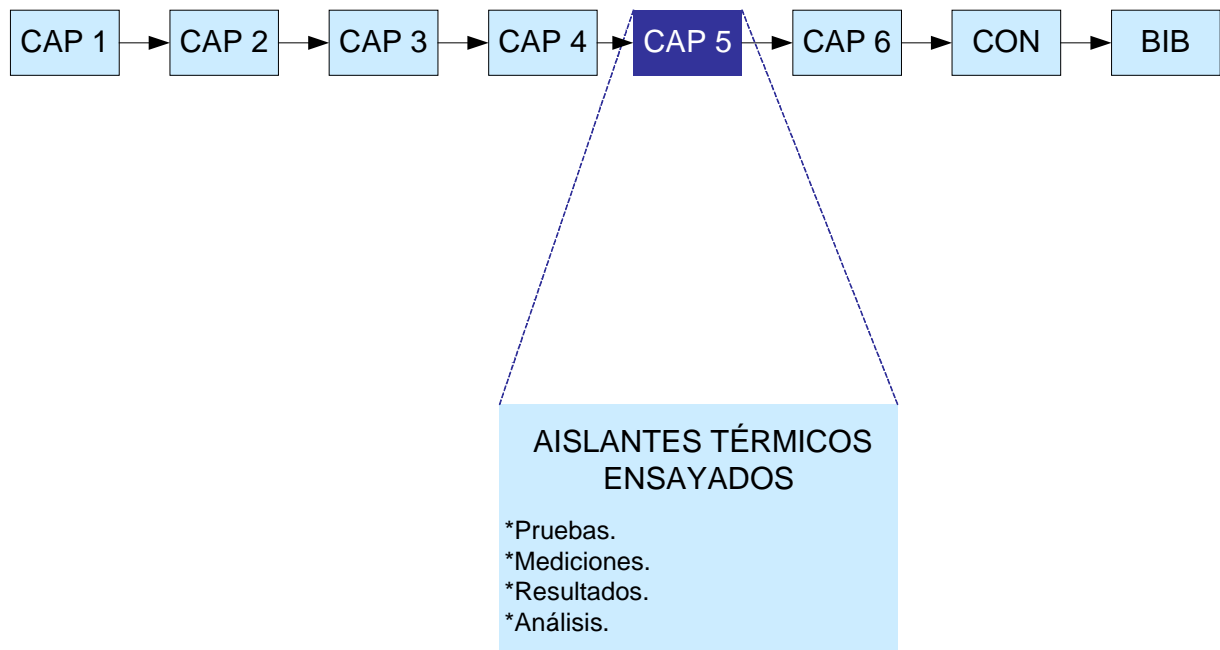 CAP 1
CAP 2
CAP 3
CAP 4
CAP 5
CAP 6
CON
BIB
AISLANTES TÉRMICOS
ENSAYADOS
*Pruebas.
*Mediciones.
*Resultados.
*Análisis.